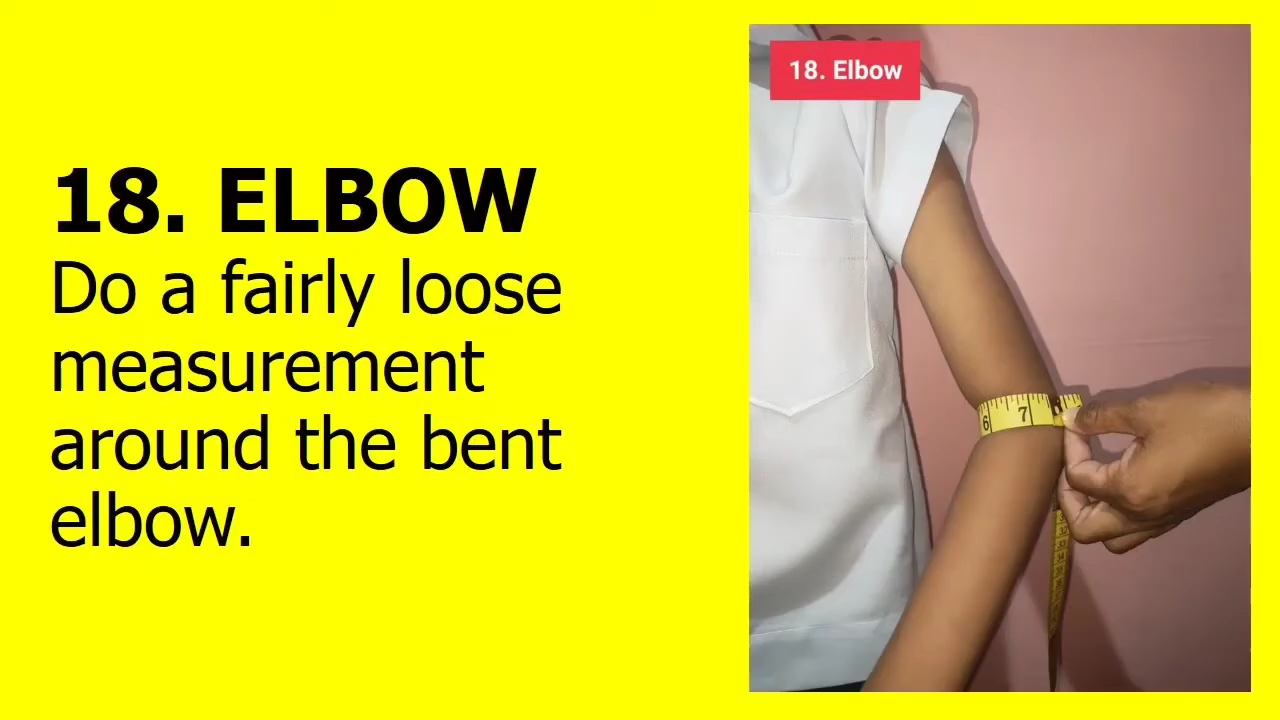 18. ELBOW
Do a fairly loose
measurement
around the bent
elbow.
18. Elbow
6 7